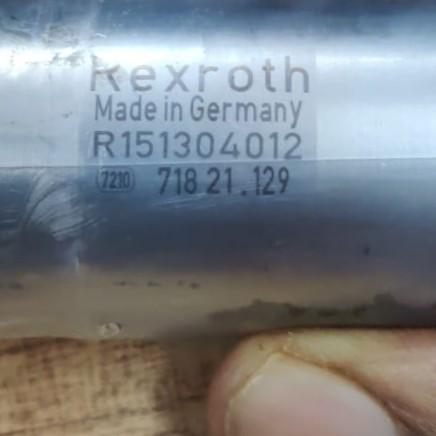 Rexroth
Made in Germany
R151304012
7210 718 21.129